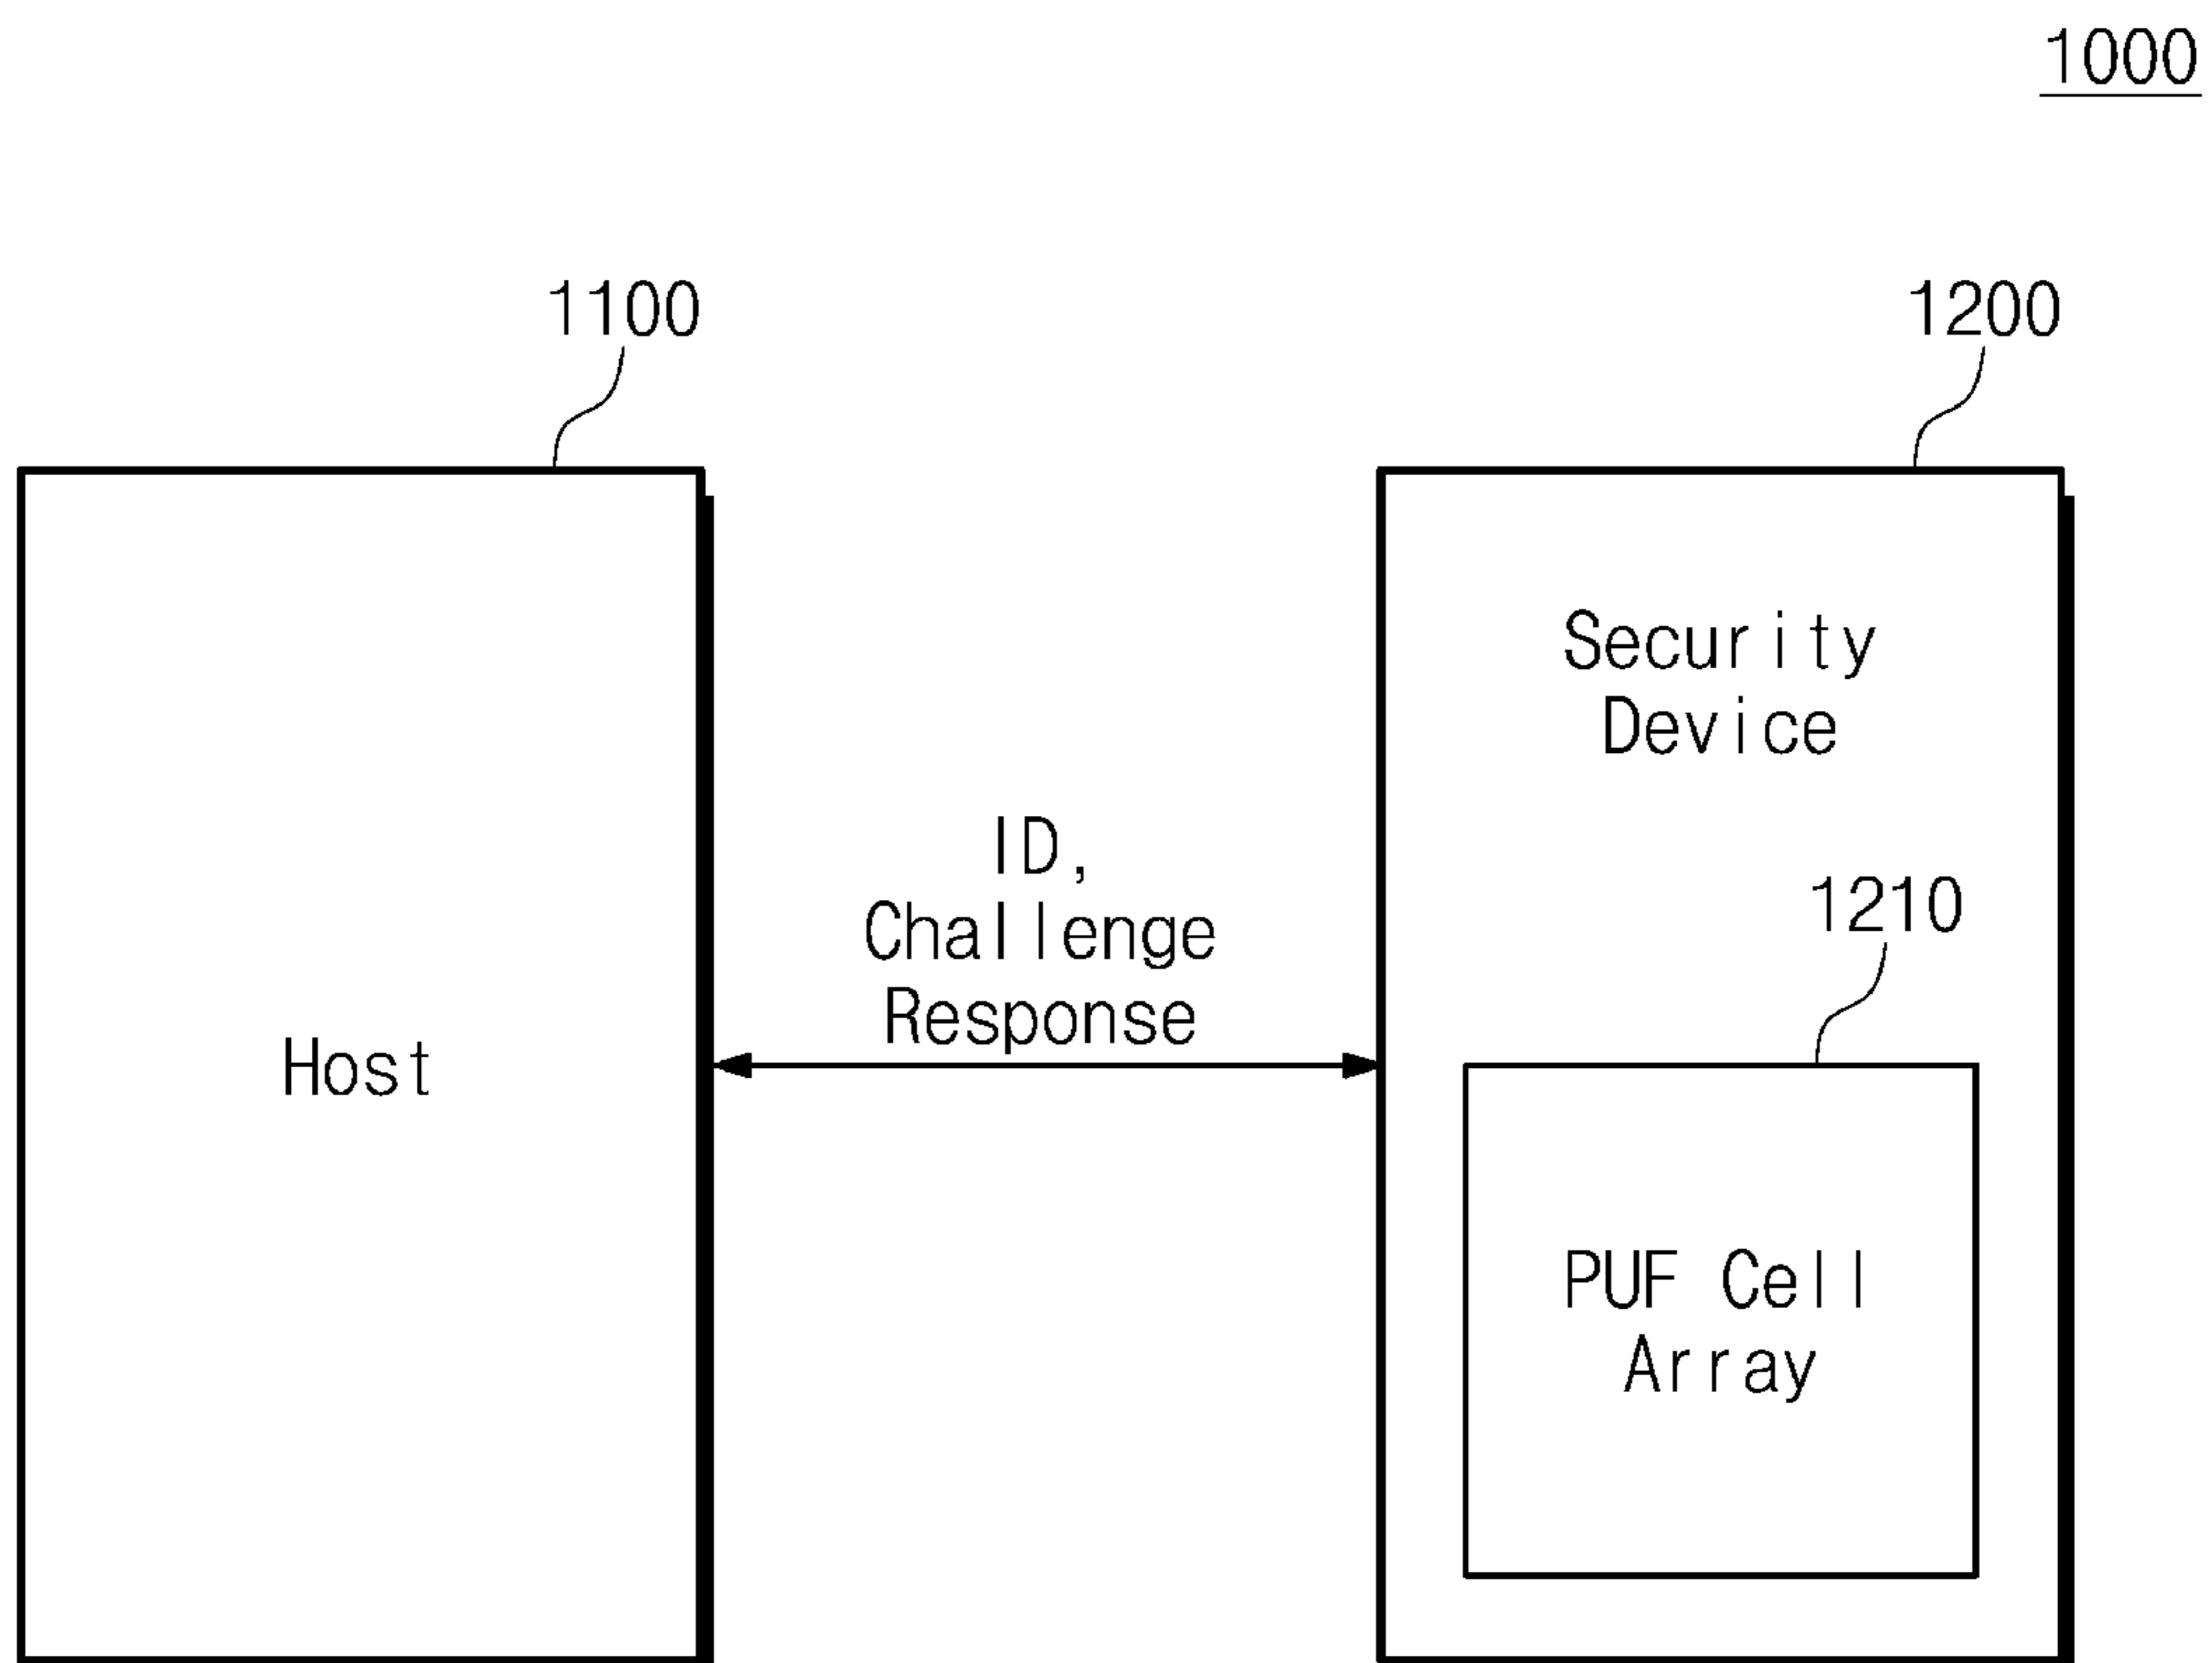 1000
1100
1200
Security
Device
ID,
Challenge
Response
1210
Host
PUF Cell
Array